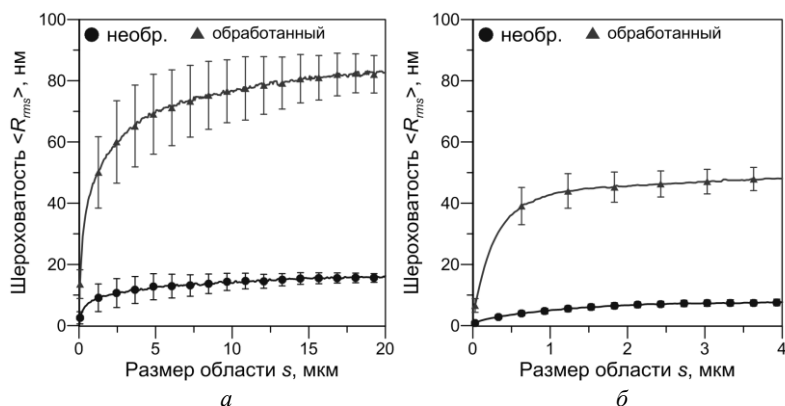 100
80
60
40
20
0
Шероховатость <Rrms>, нм
необр.
обработанный
0 5 10 15 20
Размер области s, мкм
а
100
80
60
40
20
0
Шероховатость <Rrms>, нм
необр.
обработанный
0 1 2 3 4
Размер области s, мкм
б